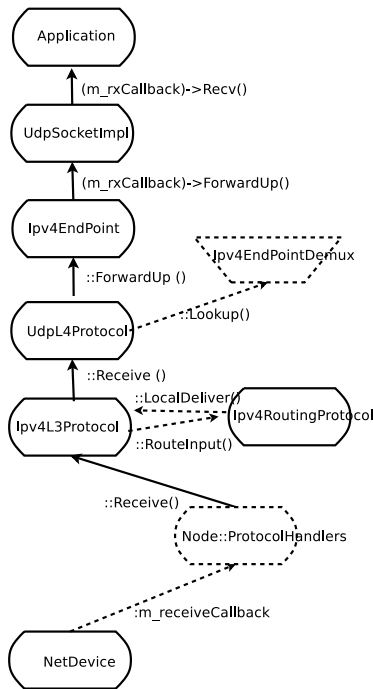 Application
(m_rxCallback)->Recv()
UdpSocketImpl
(m_rxCallback)->ForwardUp()
Ipv4EndPoint
Ipv4EndPointDemux
::ForwardUp ()
::Lookup()
UdpL4Protocol
::Receive ()
::LocalDeliver()
Ipv4L3Protocol
Ipv4RoutingProtocol
::RouteInput()
::Receive()
Node::ProtocolHandlers
:m_receiveCallback
NetDevice